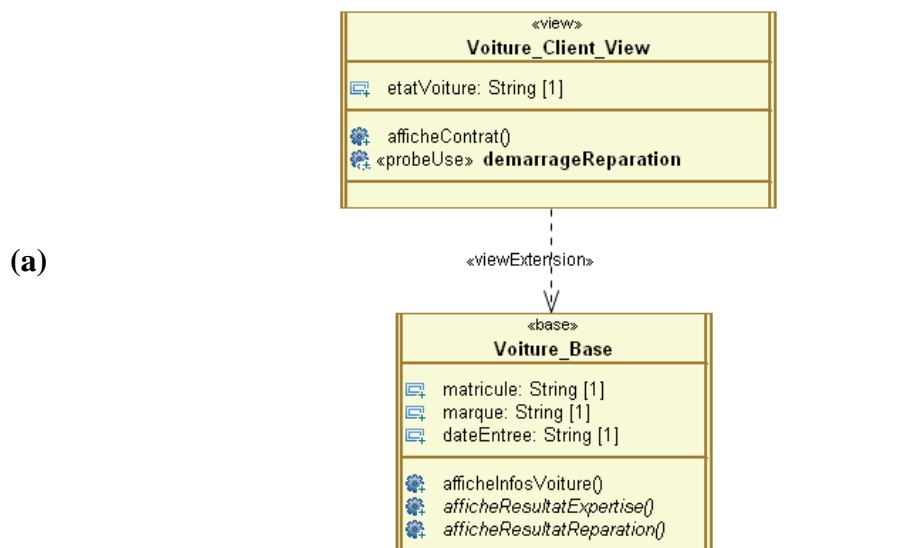 «view»
Voiture_Client_View
etatVoiture: String [1]
afficheContrat()
«probeUse» demarrageReparation
(a)
«viewExtension»
«base»
Voiture_Base
matricule: String [1]
marque: String [1]
dateEntree: String [1]
afficheInfosVoiture()
afficheResultatExpertise()
afficheResultatReparation()